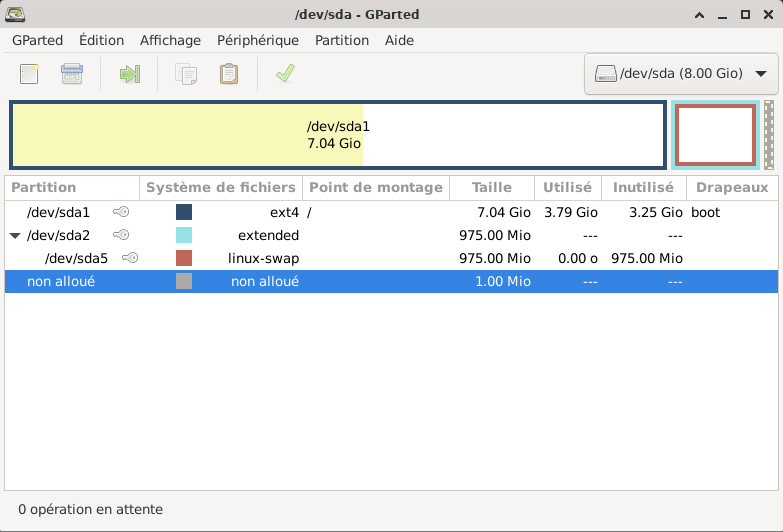 /dev/sda - GParted
GParted Édition Affichage Périphérique Partition Aide
/dev/sda (8.00 Gio)
/dev/sda1
7.04 Gio
Partition Système de fichiers Point de montage Taille Utilisé Inutilisé Drapeaux
/dev/sda1 ext4 / 7.04 Gio 3.79 Gio 3.25 Gio boot
/dev/sda2 extended 975.00 Mio --- ---
/dev/sda5 linux-swap 975.00 Mio 0.00 o 975.00 Mio
non alloué non alloué 1.00 Mio --- ---
0 opération en attente